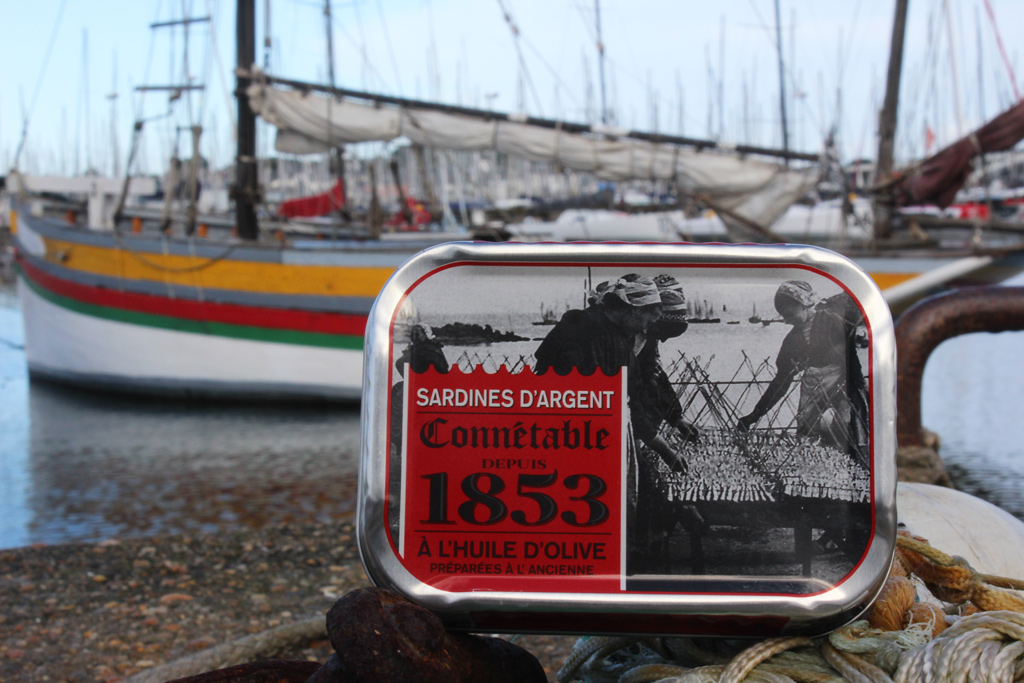 SARDINES D'ARGENT
Connétable
DEPUIS
1853
À L'HUILE D'OLIVE
PRÉPARÉES À L' ANCIENNE